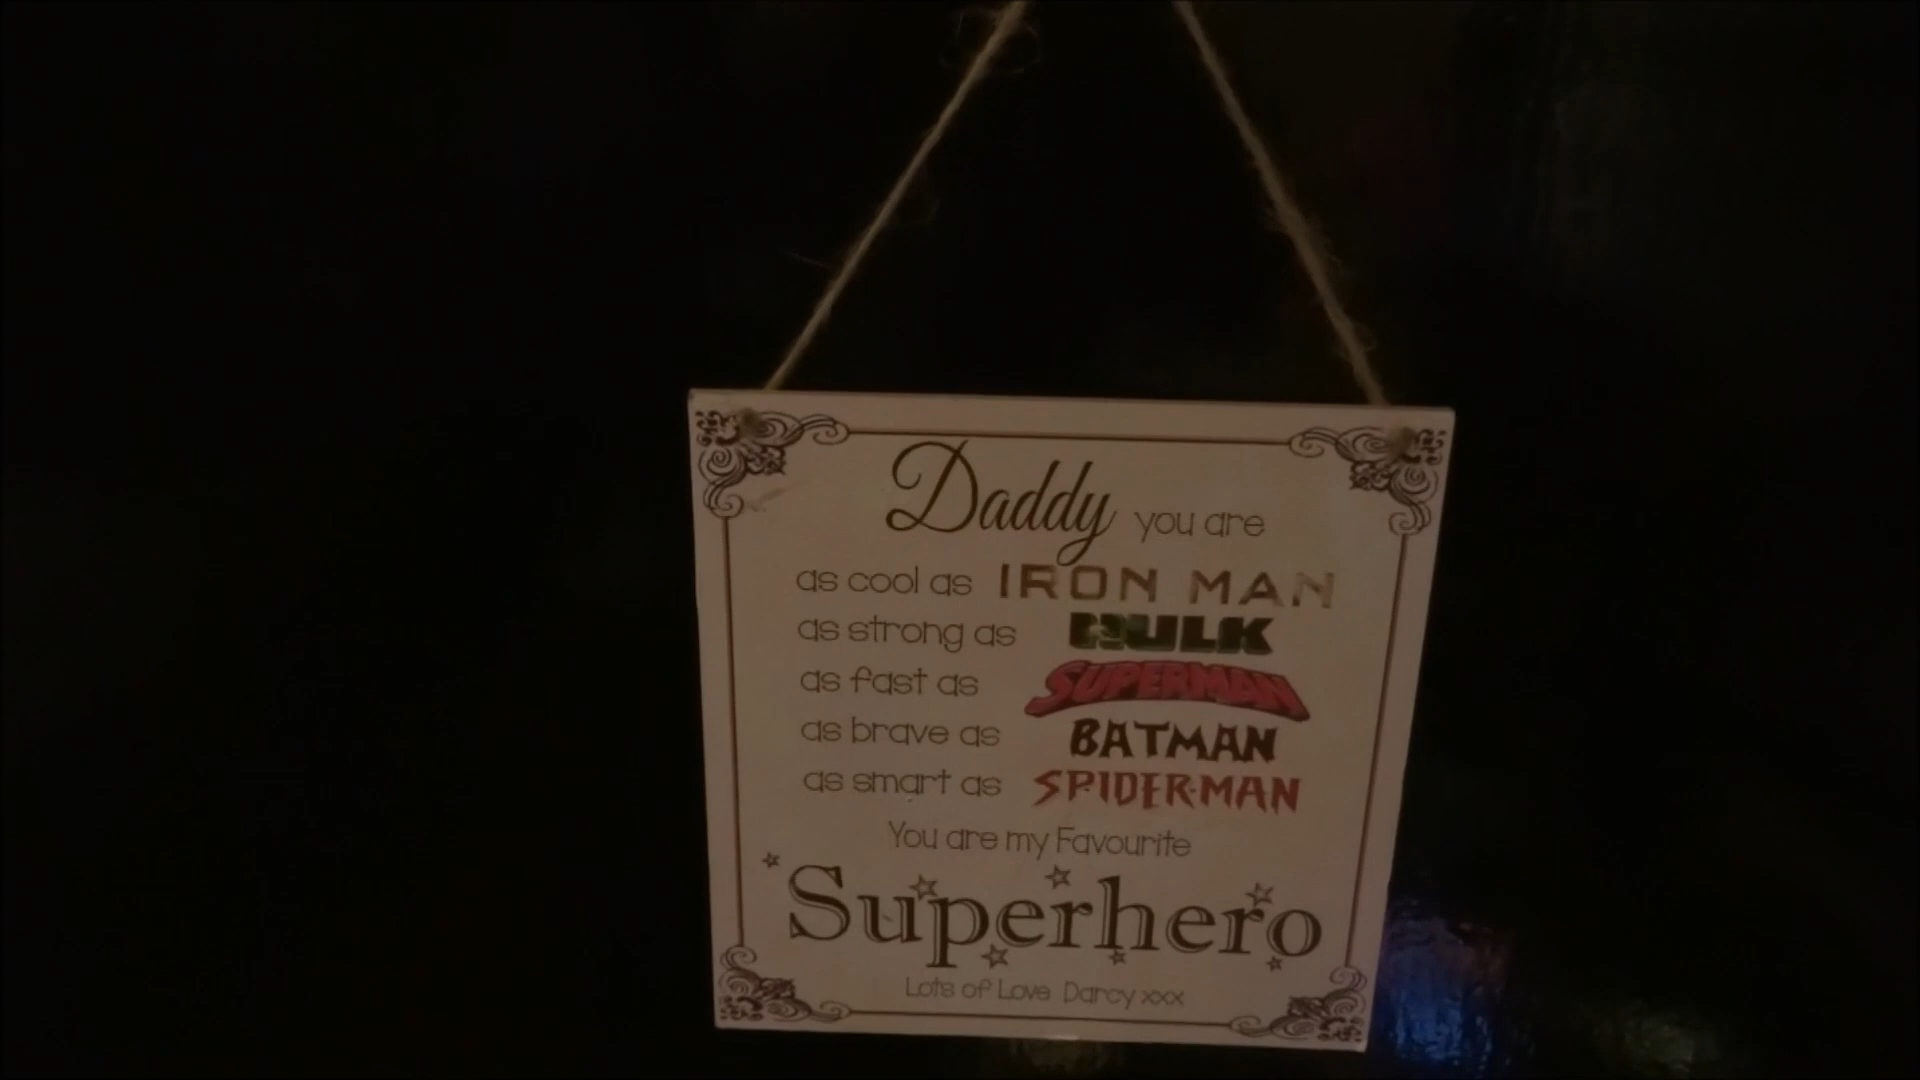 Daddy you are
as cool as IRON MAN
as strong as HULK
as fast as SUPERMAN
as brave as BATMAN
as smart as SPIDER-MAN
You are my Favourite
Superhero
Lots of Love Darcy xxx